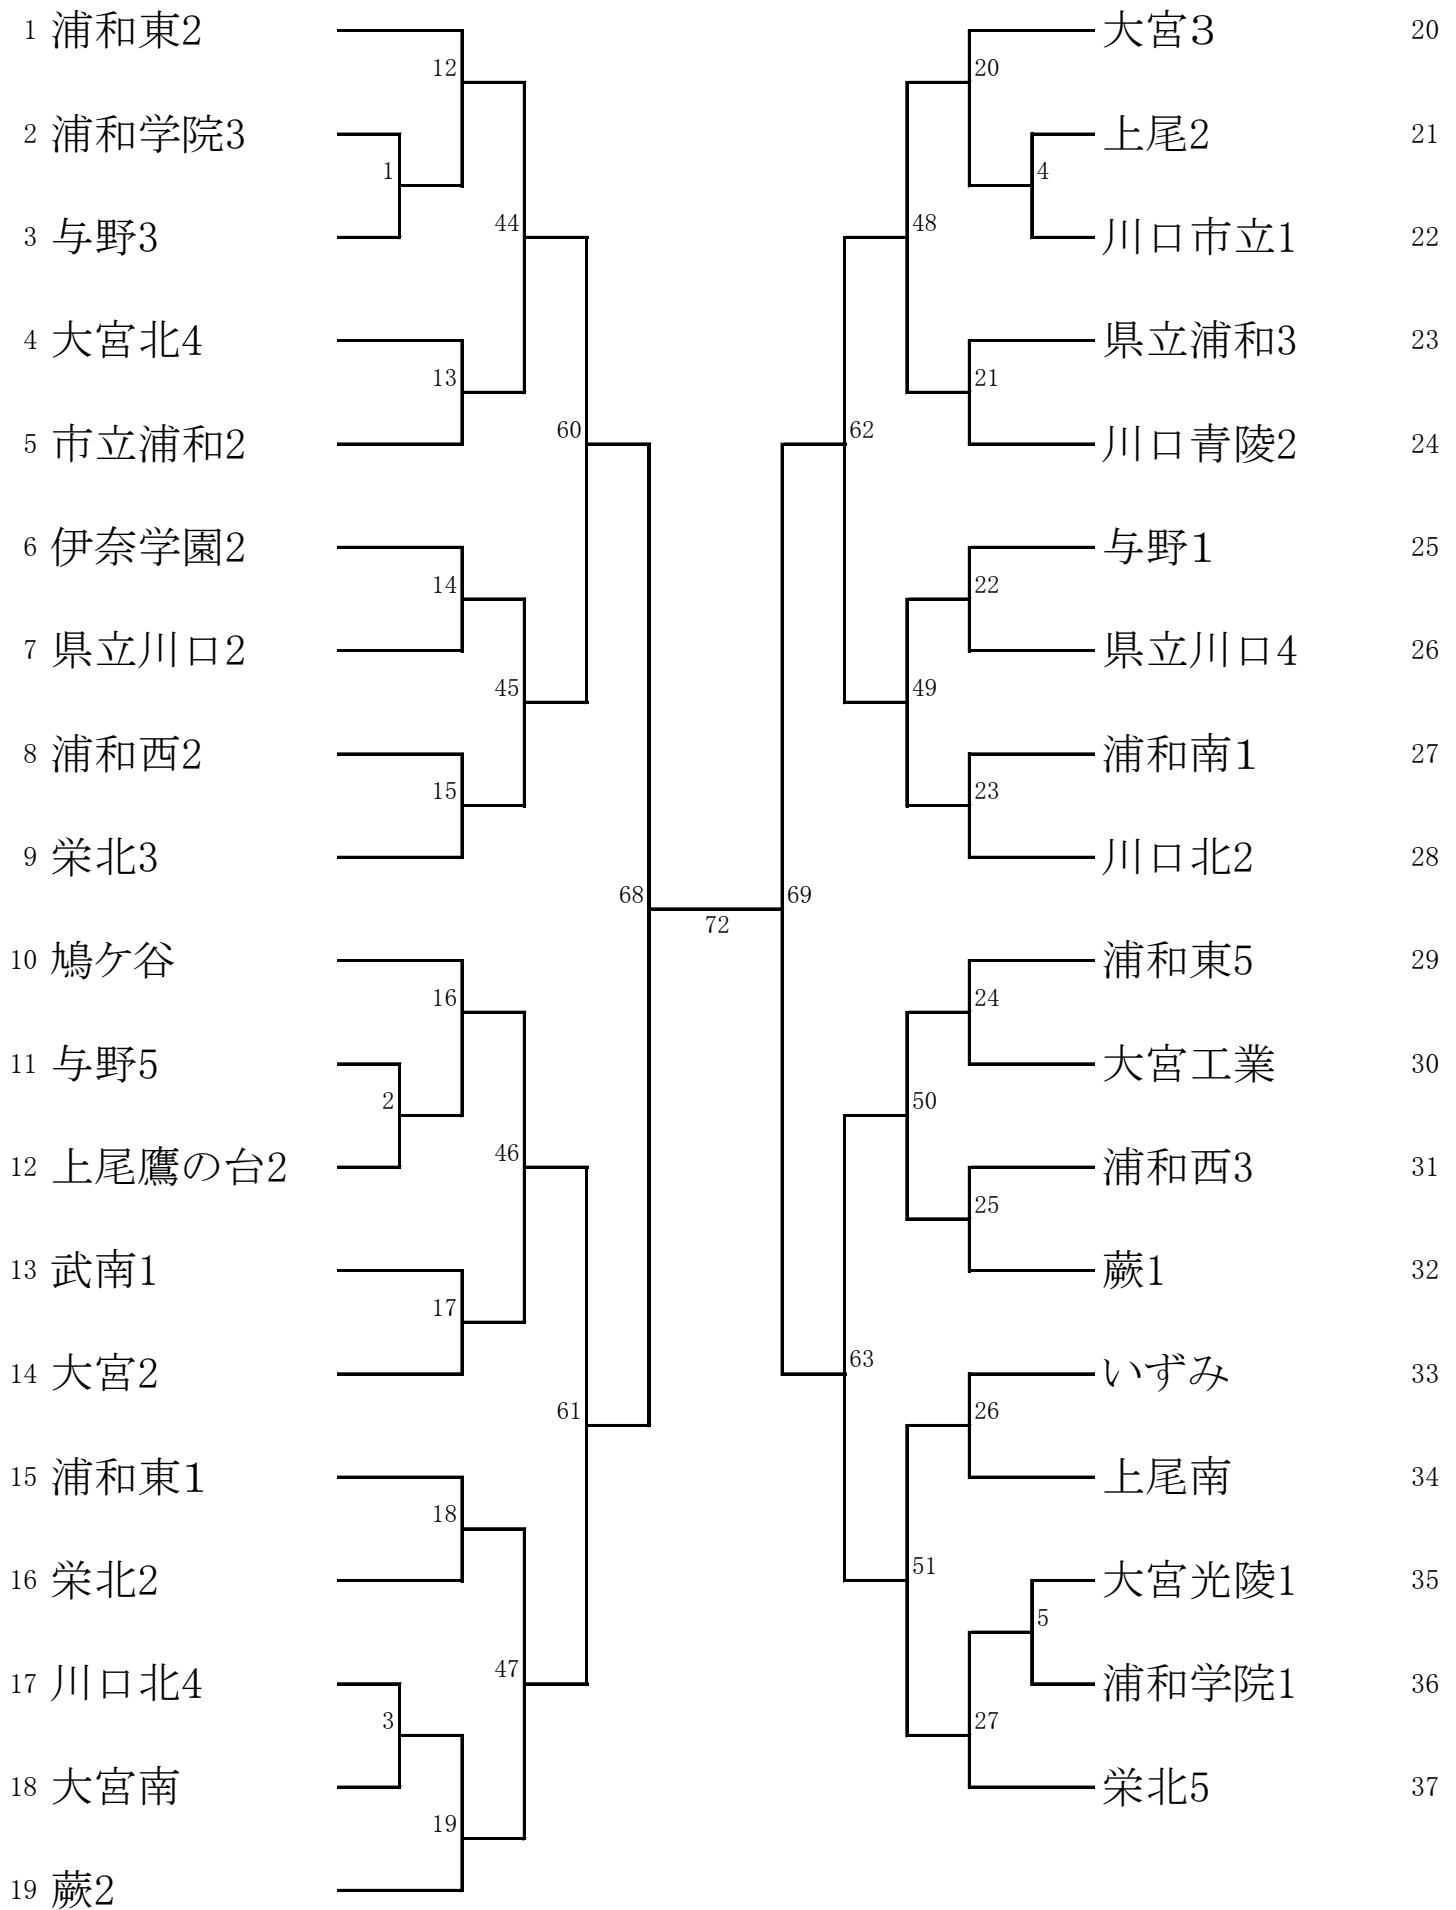 1 浦和東2
12
2 浦和学院3
1
3 与野3
44
4 大宮北4
13
5 市立浦和2
60
6 伊奈学園2
14
7 県立川口2
45
8 浦和西2
15
9 栄北3
68
10 鳩ケ谷
16
11 与野5
2
12 上尾鷹の台2
46
13 武南1
17
14 大宮2
61
15 浦和東1
18
16 栄北2
47
17 川口北4
3
18 大宮南
19
19 蕨2
72
大宮3 20
20
上尾2 21
4
川口市立1 22
48
県立浦和3 23
21
川口青陵2 24
62
与野1 25
22
県立川口4 26
49
浦和南1 27
23
川口北2 28
69
浦和東5 29
24
大宮工業 30
50
浦和西3 31
25
蕨1 32
63
いずみ 33
26
上尾南 34
51
大宮光陵1 35
5
浦和学院1 36
27
栄北5 37